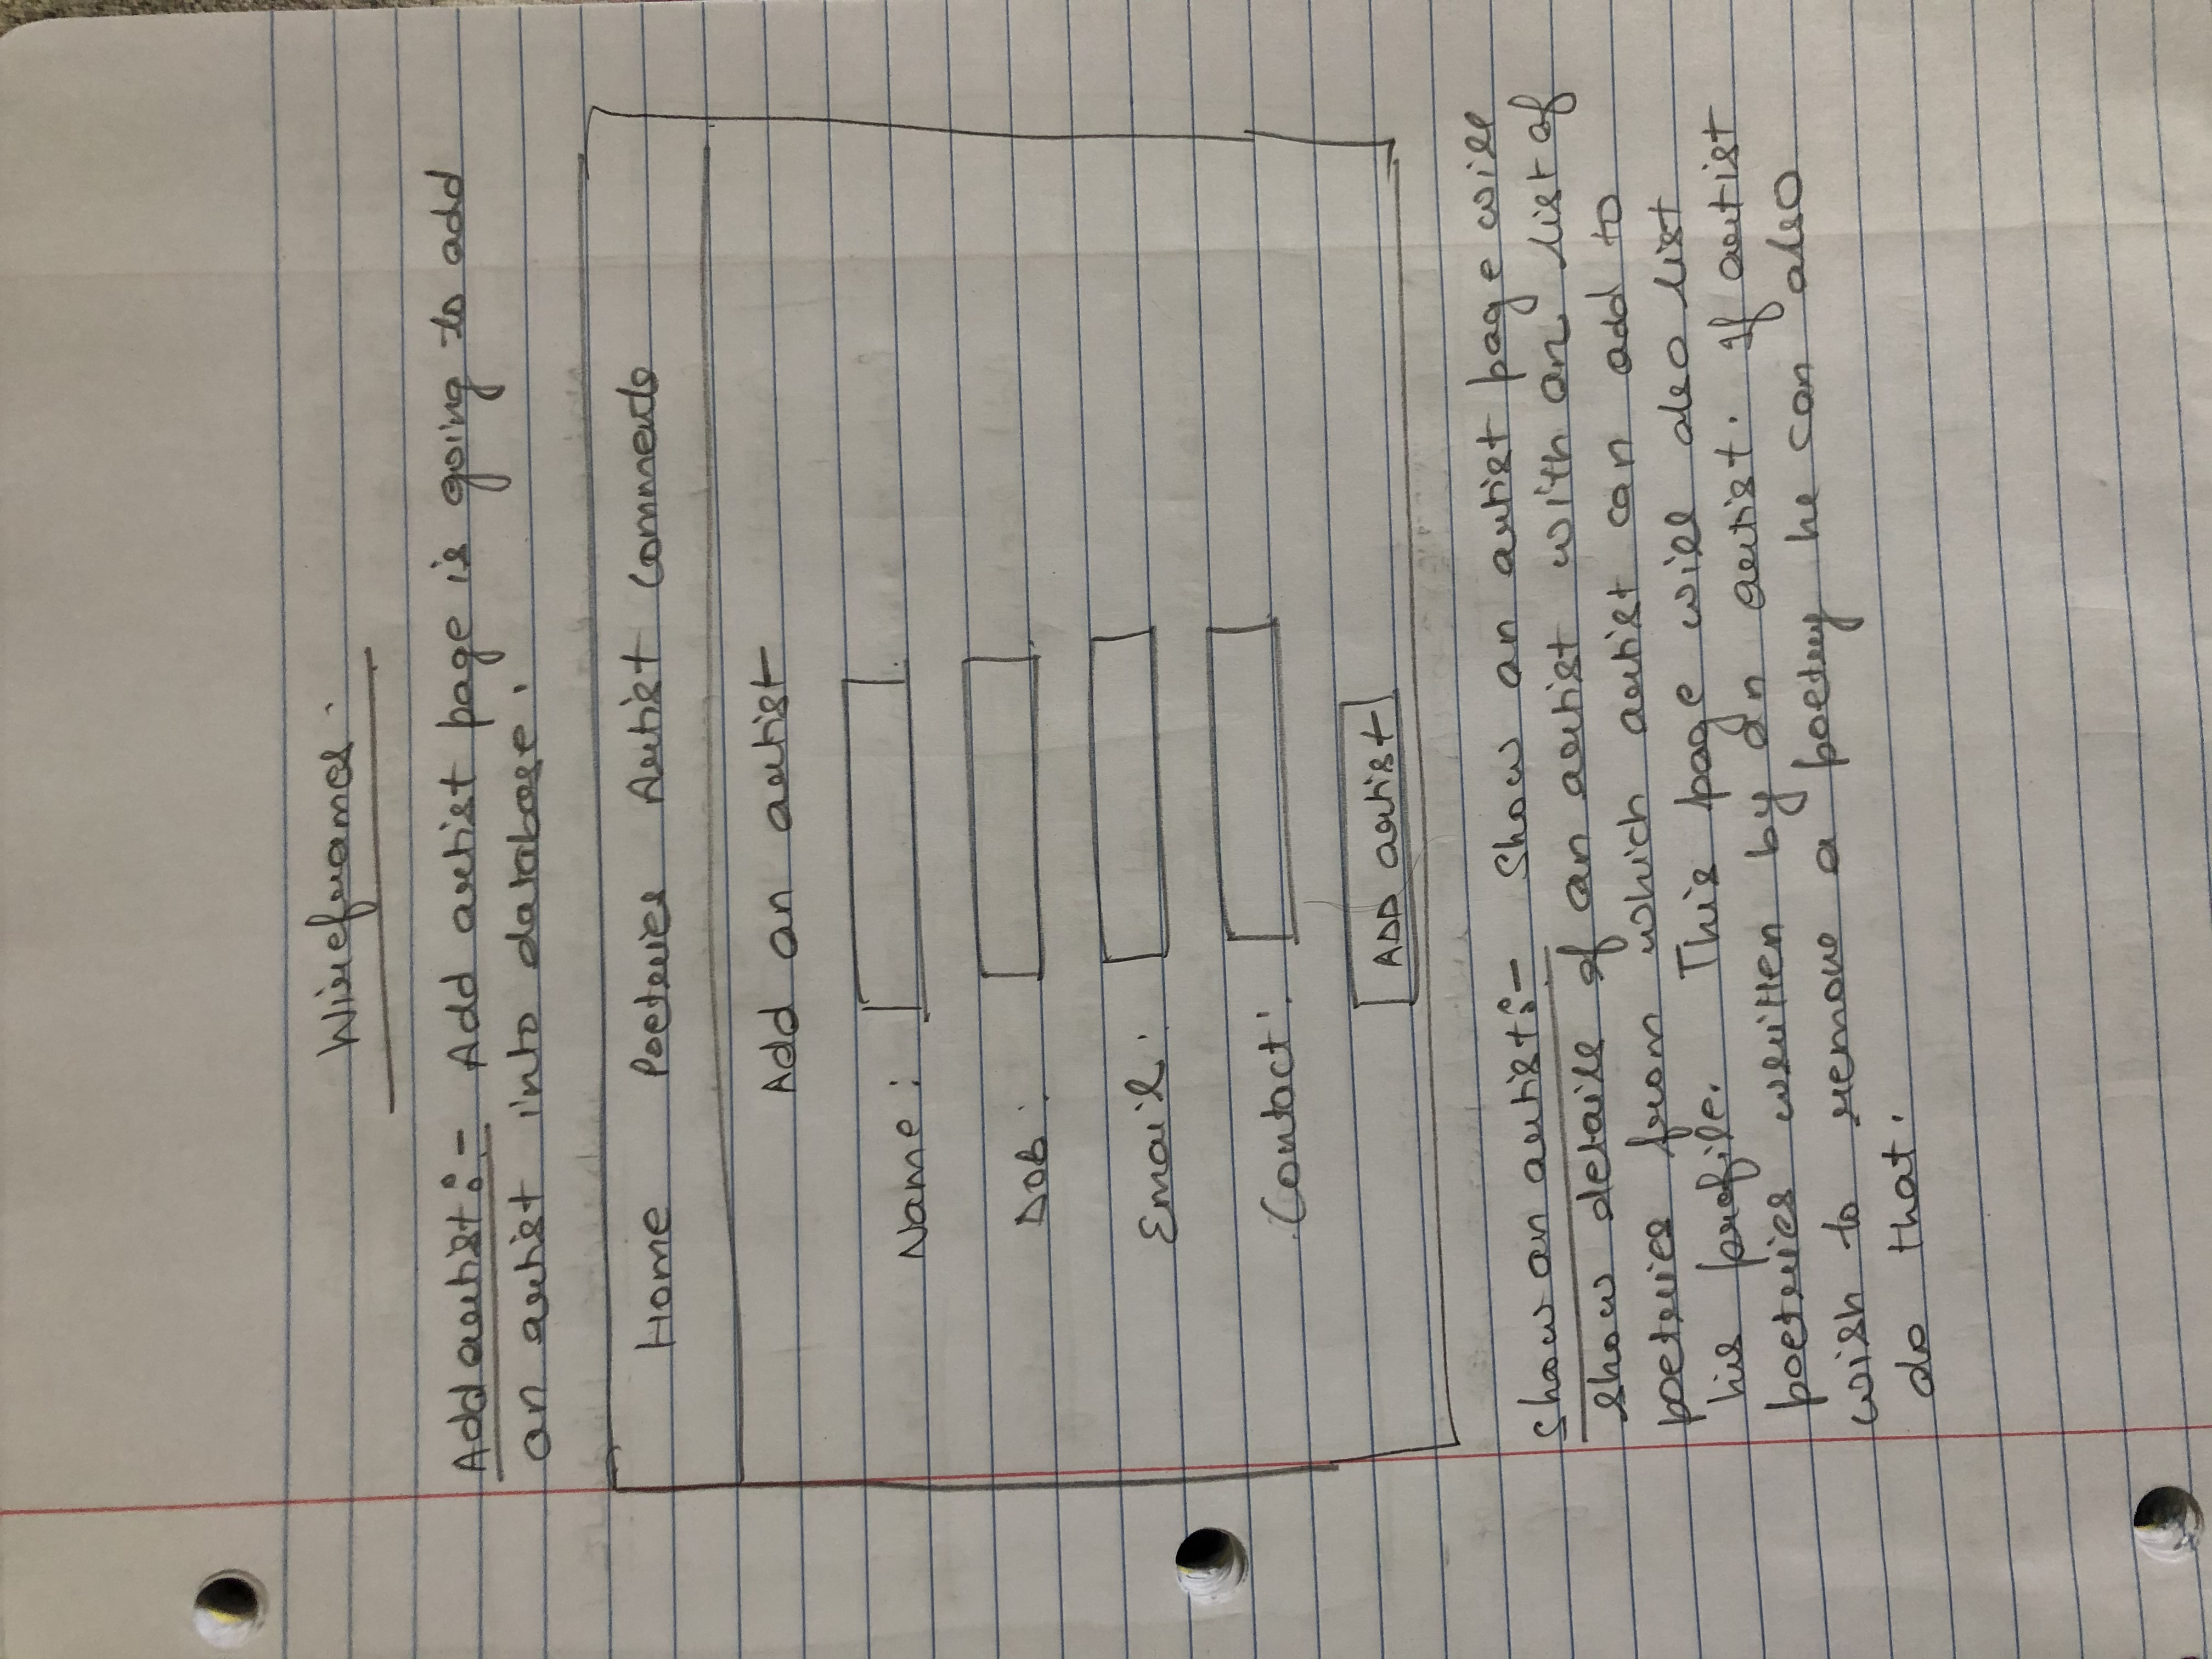 Wireframes.
Add artist:- Add artist page is going to add
an artist into database.
Home Poetries Artist Comments
Add an artist
Name:
DOB:
Email:
Contact:
ADD artist
Show an artist:- Show an artist page will
show details of an artist with an list of
poetries from which artist can add to
his profile. This page will also list
poetries written by an artist. If artist
wish to remove a poetry he can also
do that.